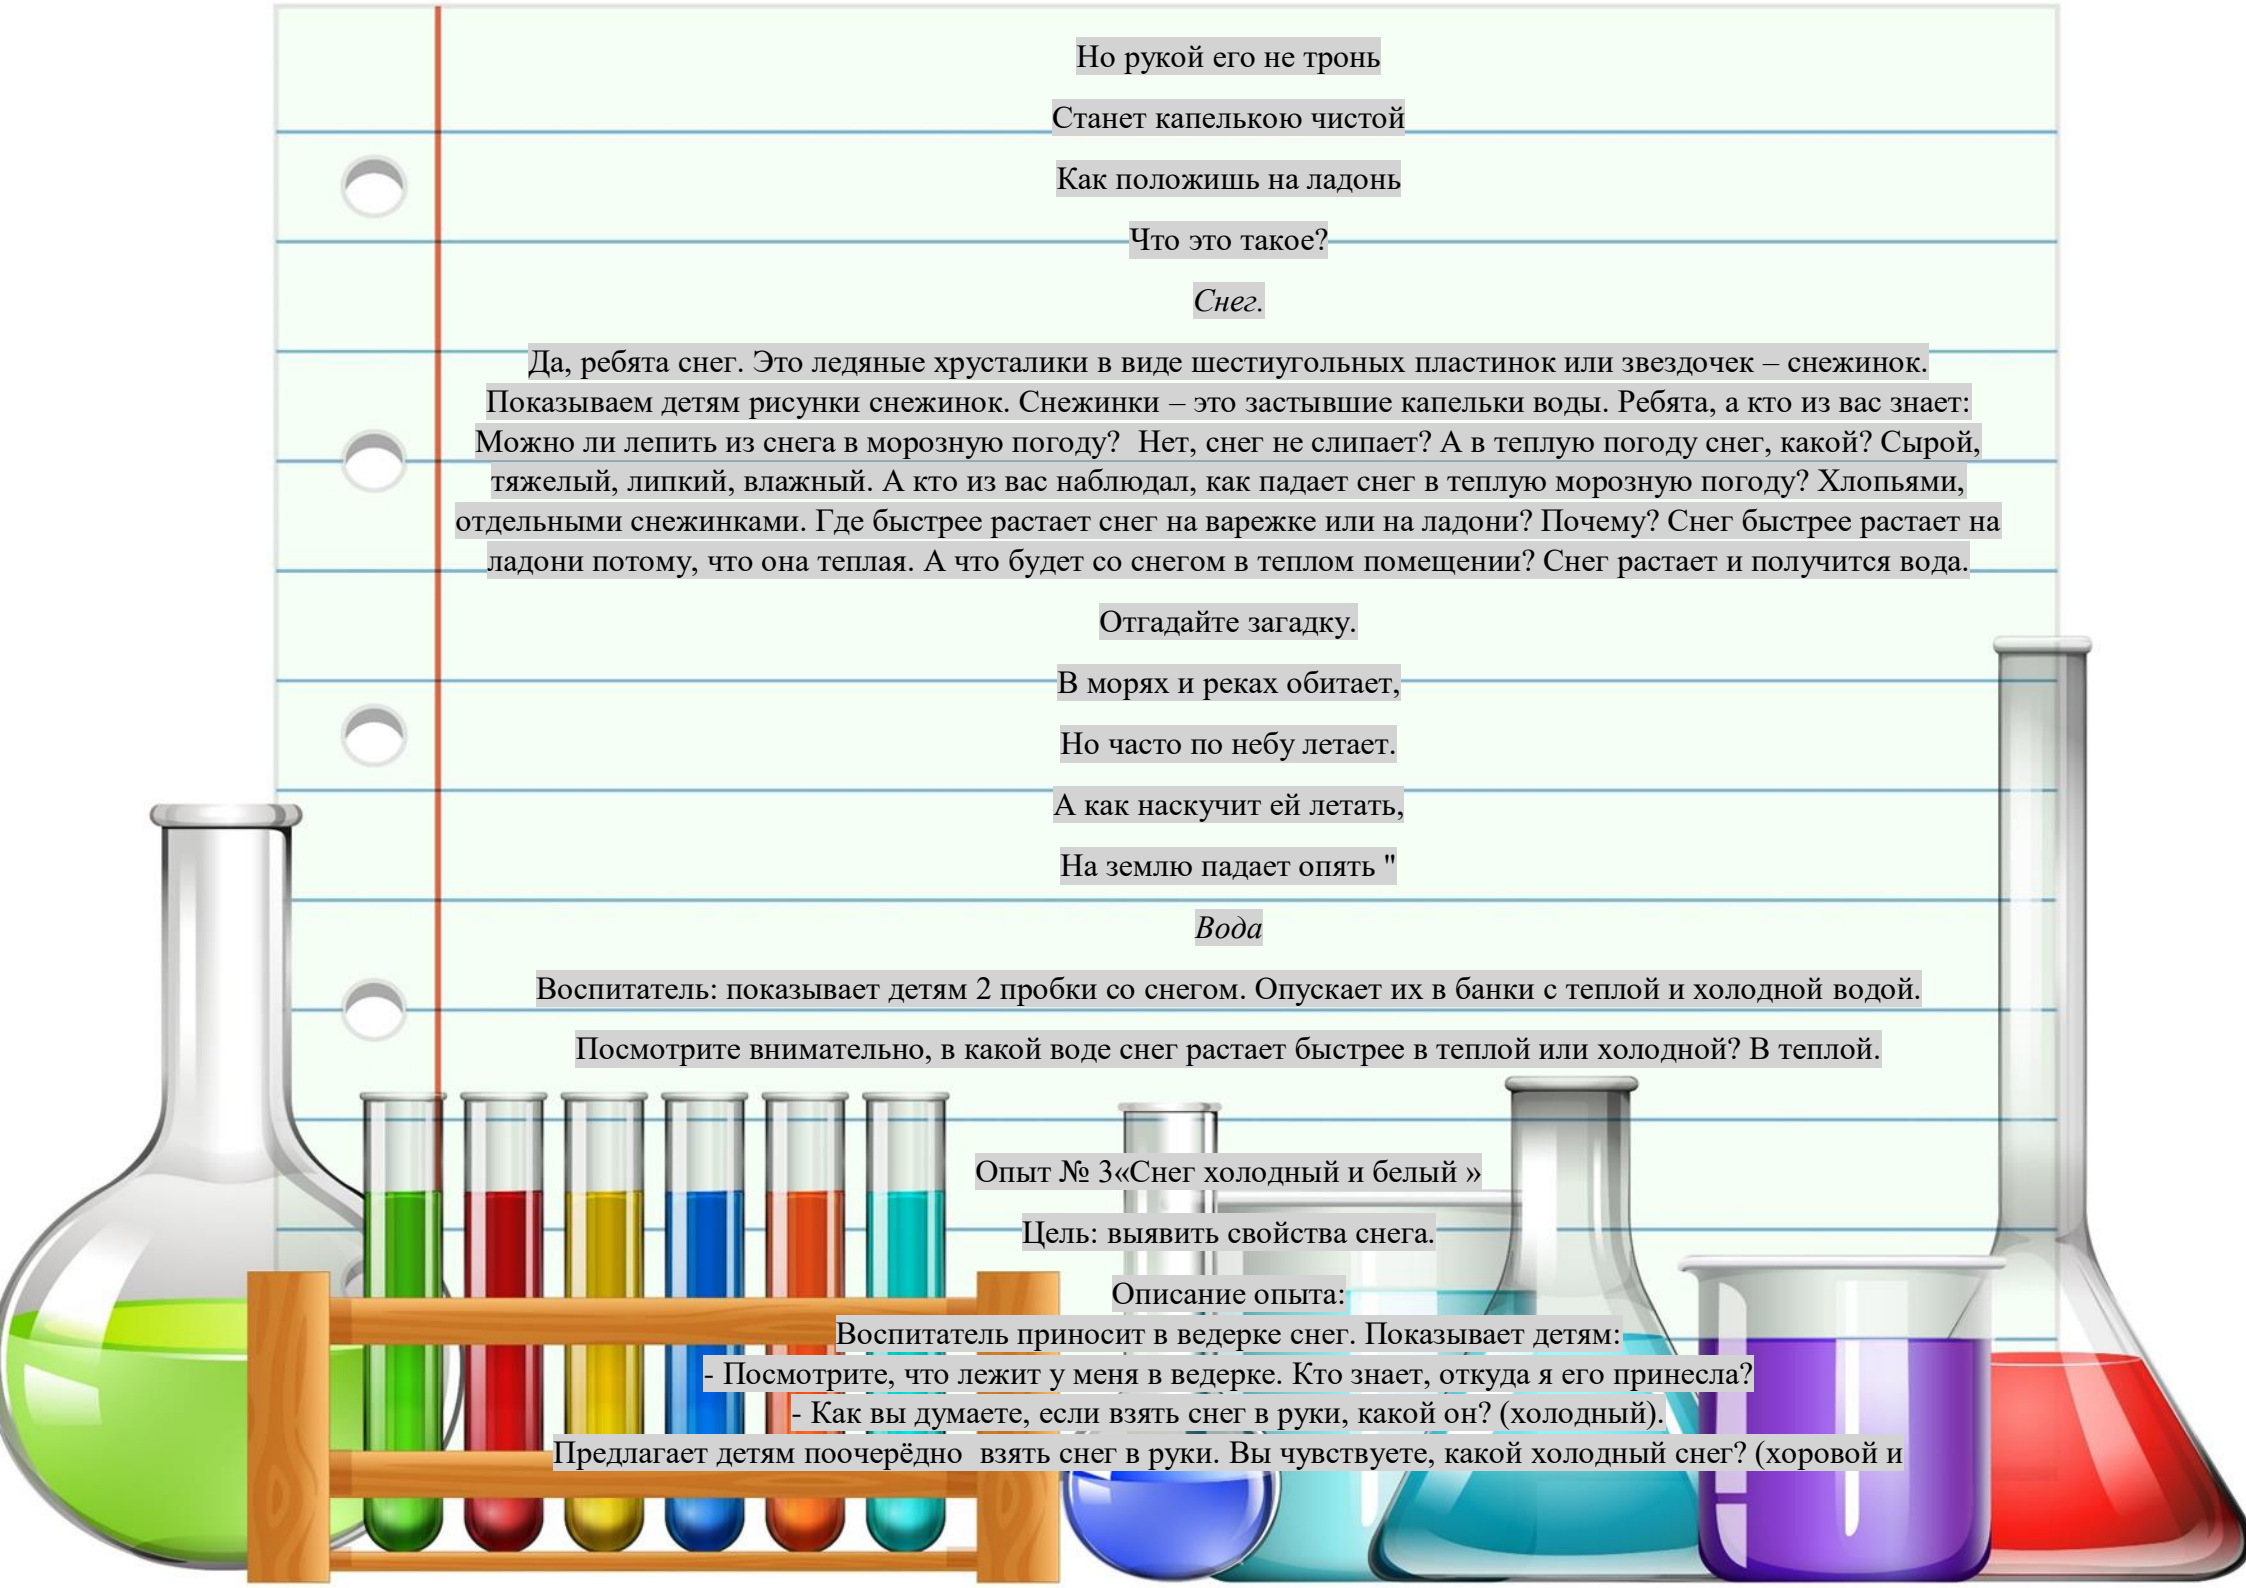 Но рукой его не тронь
Станет капелькою чистой
Как положишь на ладонь
Что это такое?
Снег.
Да, ребята снег. Это ледяные хрусталики в виде шестиугольных пластинок или звездочек – снежинок.
Показываем детям рисунки снежинок. Снежинки – это застывшие капельки воды. Ребята, а кто из вас знает:
Можно ли лепить из снега в морозную погоду?  Нет, снег не слипает? А в теплую погоду снег, какой? Сырой,
тяжелый, липкий, влажный. А кто из вас наблюдал, как падает снег в теплую морозную погоду? Хлопьями,
отдельными снежинками. Где быстрее растает снег на варежке или на ладони? Почему? Снег быстрее растает на
ладони потому, что она теплая. А что будет со снегом в теплом помещении? Снег растает и получится вода.
Отгадайте загадку.
В морях и реках обитает,
Но часто по небу летает.
А как наскучит ей летать,
На землю падает опять "
Вода
Воспитатель: показывает детям 2 пробки со снегом. Опускает их в банки с теплой и холодной водой.
Посмотрите внимательно, в какой воде снег растает быстрее в теплой или холодной? В теплой.
Опыт № 3«Снег холодный и белый »
Цель: выявить свойства снега.
Описание опыта:
Воспитатель приносит в ведерке снег. Показывает детям:
- Посмотрите, что лежит у меня в ведерке. Кто знает, откуда я его принесла?
- Как вы думаете, если взять снег в руки, какой он? (холодный).
Предлагает детям поочерёдно  взять снег в руки. Вы чувствуете, какой холодный снег? (хоровой и